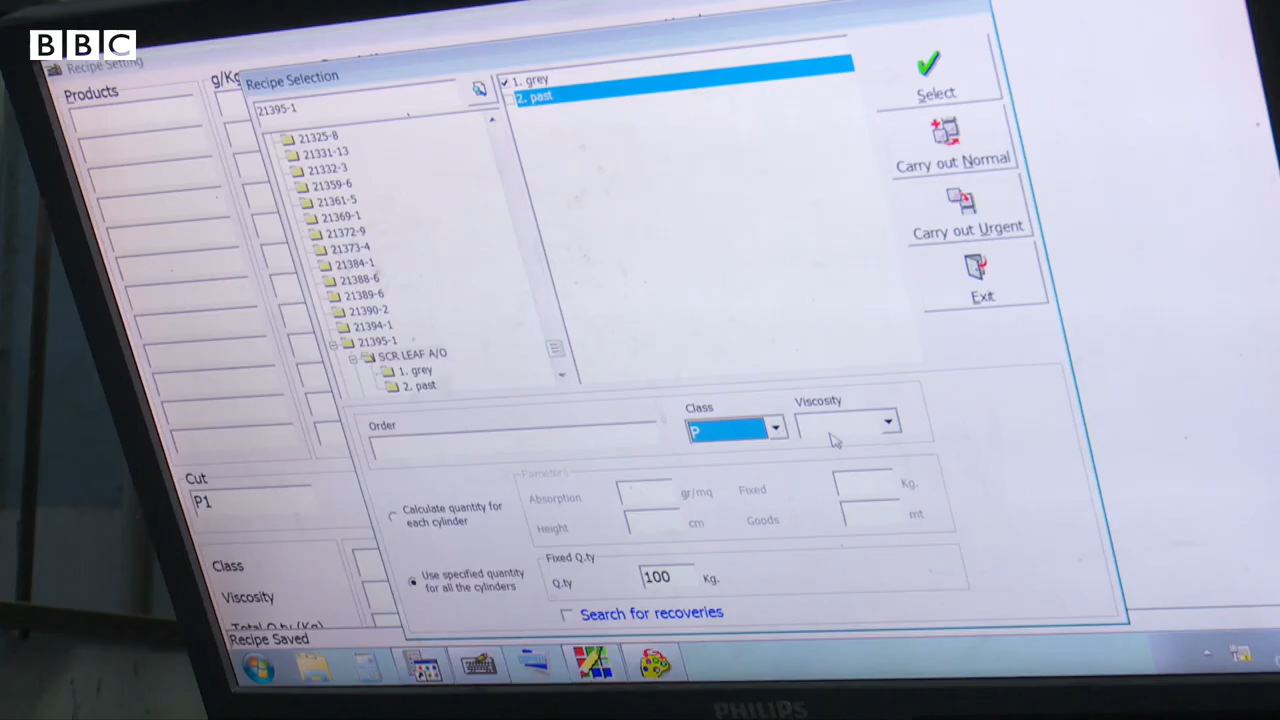 BBC
Recipe Setting
Products
g/Kg
Recipe Selection
21395-1
21325-8
21331-13
21332-3
21359-6
21361-5
21369-1
21372-9
21373-4
21384-1
21388-6
21389-6
21390-2
21394-1
21395-1
SCR LEAF A/O
1. grey
2. past
1. grey
2. past
Select
Carry out Normal
Carry out Urgent
Exit
Order
Class
P
Viscosity
Calculate quantity for
each cylinder
Absorption
gr/mq
Fixed
Kg.
Height
cm
Goods
mt
Use specified quantity
for all the cylinders
Fixed Q.ty
Q.ty
100
Kg.
Search for recoveries
Cut
P1
Class
Viscosity
Total Q.ty (Kg)
Recipe Saved
PHILIPS